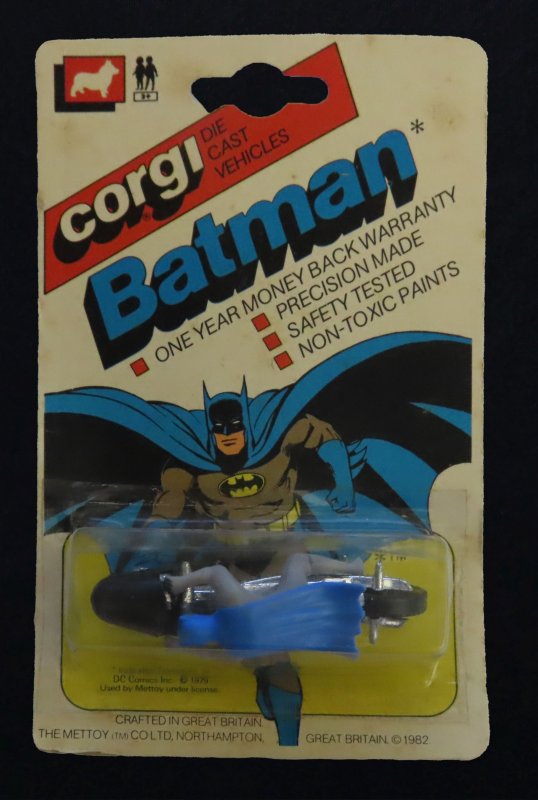 3+
corgi
DIE
CAST
VEHICLES
Batman*
ONE YEAR MONEY BACK WARRANTY
PRECISION MADE
SAFETY TESTED
NON-TOXIC PAINTS
DC Comics Inc. © 1979
Used by Mettoy under license.
CRAFTED IN GREAT BRITAIN.
THE METTOY (TM) CO LTD, NORTHAMPTON, GREAT BRITAIN. © 1982